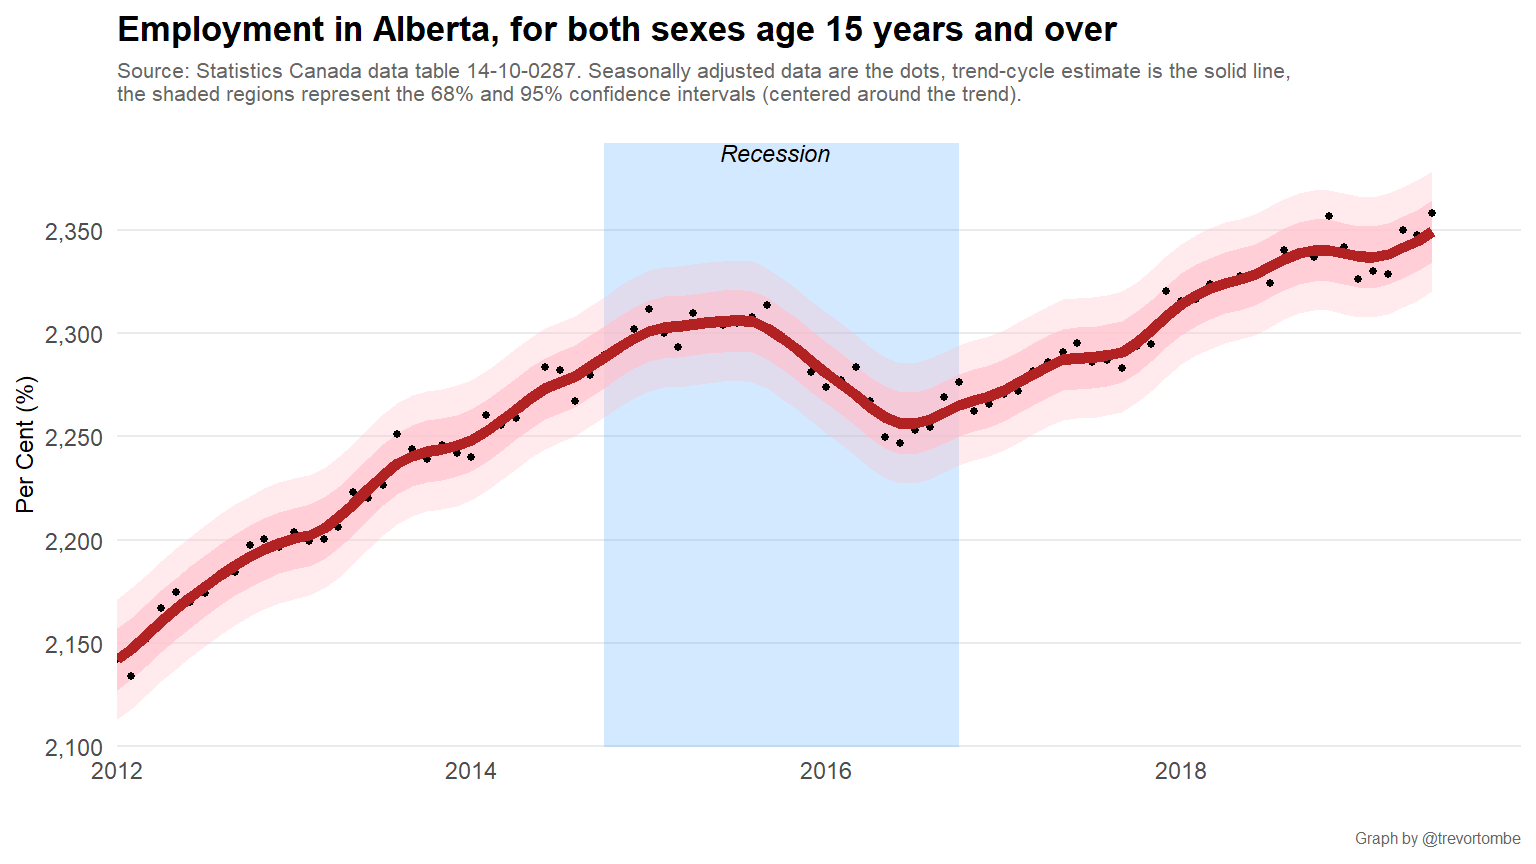 Employment in Alberta, for both sexes age 15 years and over
Source: Statistics Canada data table 14-10-0287. Seasonally adjusted data are the dots, trend-cycle estimate is the solid line,
the shaded regions represent the 68% and 95% confidence intervals (centered around the trend).
Recession
Per Cent (%)
2,350
2,300
2,250
2,200
2,150
2,100
2012 2014 2016 2018
Graph by @trevortombe